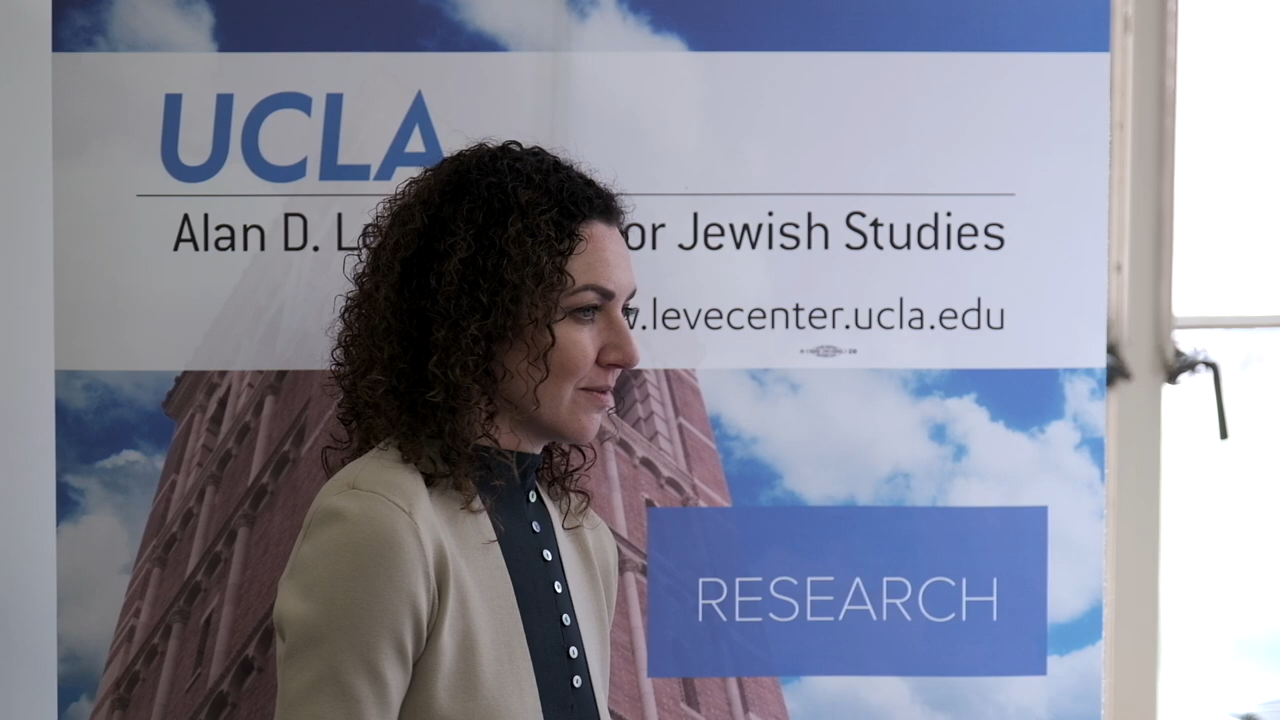 UCLA
Alan D. L or Jewish Studies
.levecenter.ucla.edu
RESEARCH